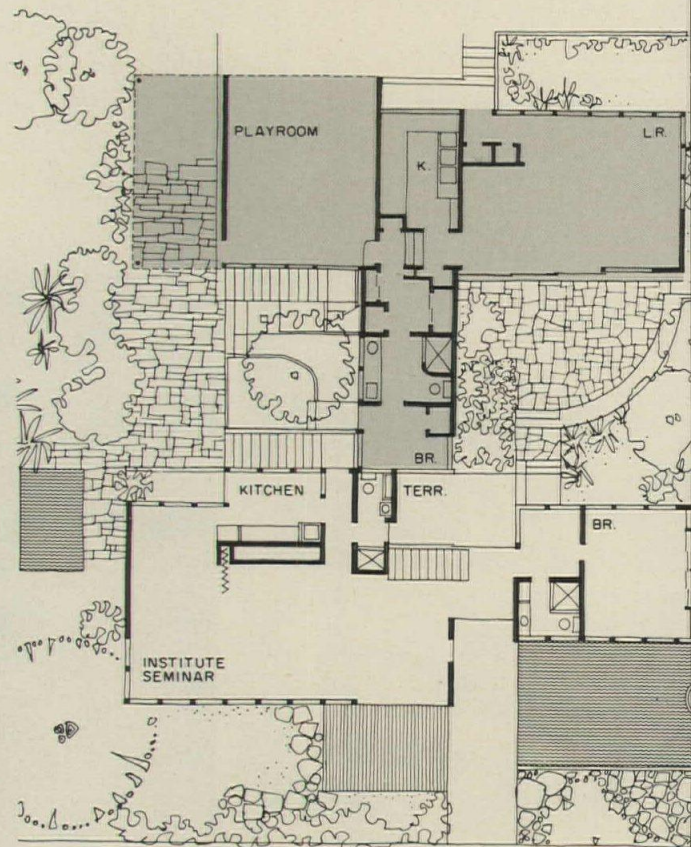 PLAYROOM
L.R.
K.
BR.
KITCHEN
TERR.
BR.
INSTITUTE
SEMINAR